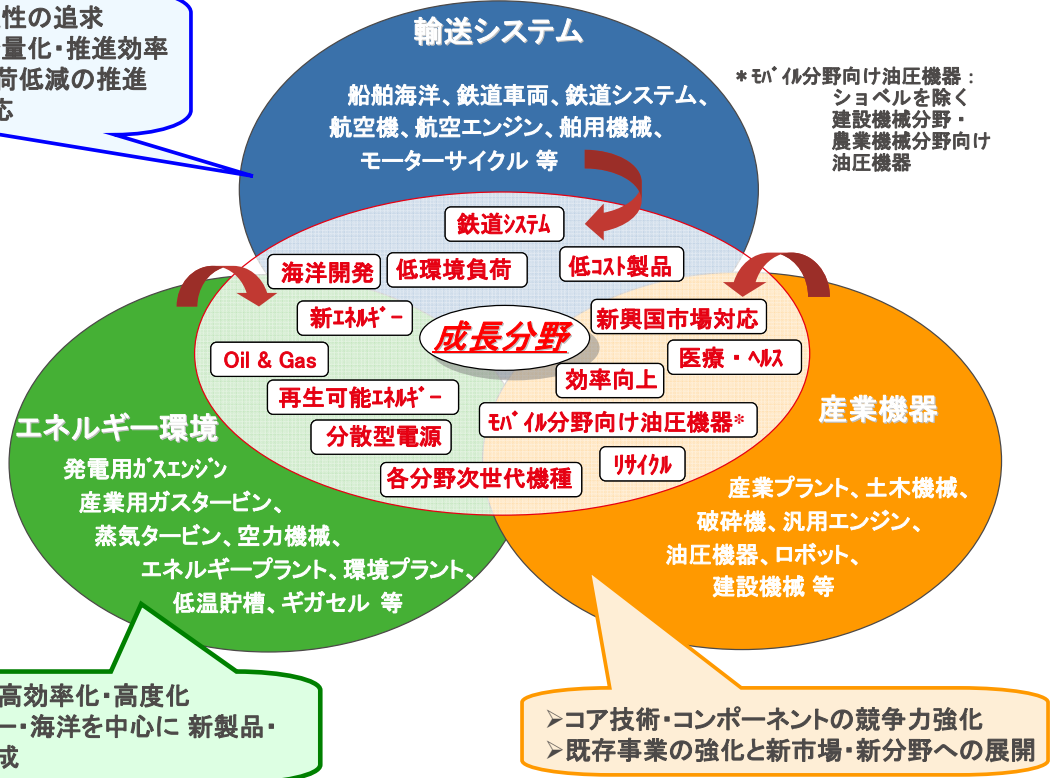 性の追求
量化・推進効率
荷低減の推進
応
輸送システム
船舶海洋、鉄道車両、鉄道システム、
航空機、航空エンジン、舶用機械、
モーターサイクル 等
＊ﾓﾊﾞｲﾙ分野向け油圧機器：
ショベルを除く
建設機械分野・
農業機械分野向け
油圧機器
鉄道ｼｽﾃﾑ
海洋開発
低環境負荷
低ｺｽﾄ製品
新ｴﾈﾙｷﾞｰ
成長分野
新興国市場対応
Oil & Gas
医療・ﾍﾙｽ
効率向上
再生可能ｴﾈﾙｷﾞｰ
ﾓﾊﾞｲﾙ分野向け油圧機器*
分散型電源
ﾘｻｲｸﾙ
各分野次世代機種
エネルギー環境
発電用ｶﾞｽｴﾝｼﾞﾝ
産業用ガスタービン、
蒸気タービン、空力機械、
エネルギープラント、環境プラント、
低温貯槽、ギガセル 等
産業機器
産業プラント、土木機械、
破砕機、汎用エンジン、
油圧機器、ロボット、
建設機械 等
高効率化・高度化
ー・海洋を中心に 新製品・
成
➢コア技術・コンポーネントの競争力強化
➢既存事業の強化と新市場・新分野への展開